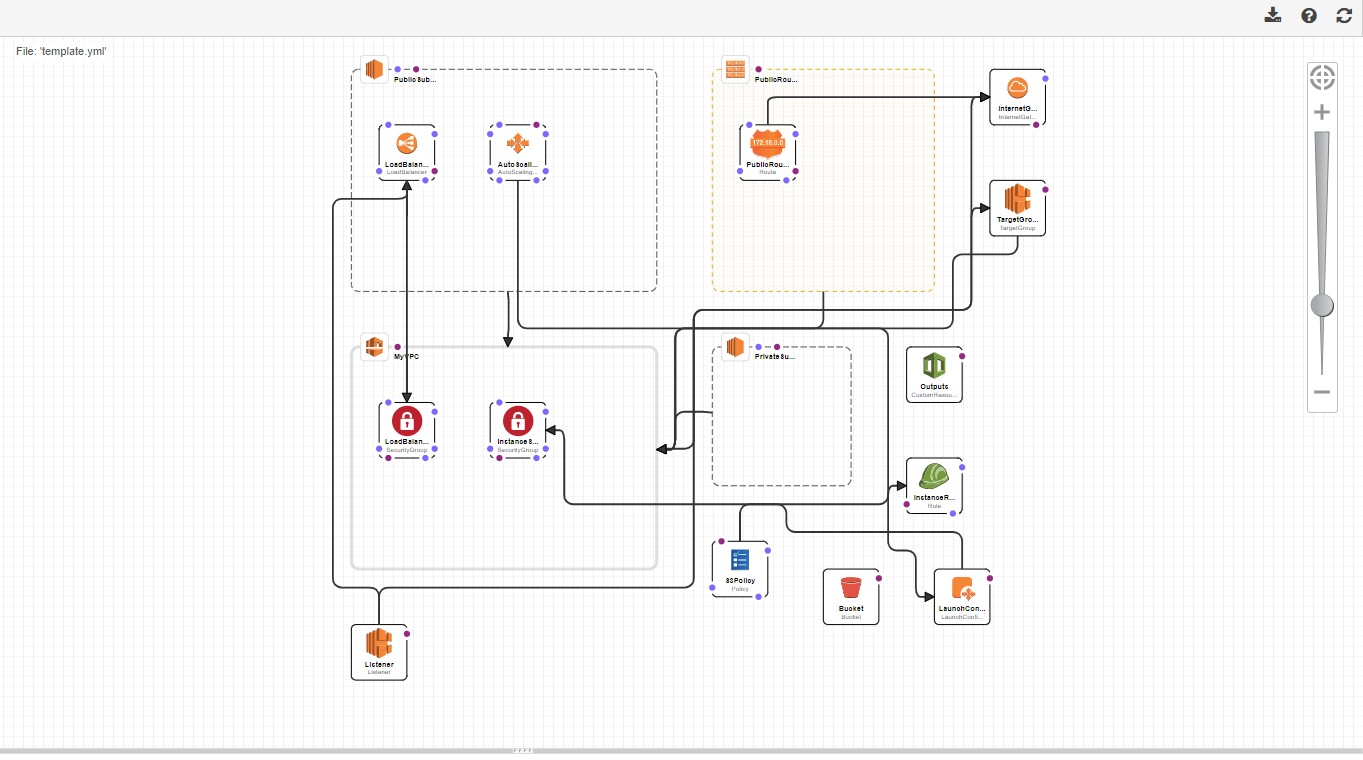 File: 'template.yml'
PublicSub...
PublicRou...
InternetG...
InternetGat...
LoadBalan...
LoadBalancer
AutoScali...
AutoScaling...
172.16.0.0
PublicRou...
Route
TargetGro...
TargetGroup
MyVPC
PrivateSu...
Outputs
CustomResou...
LoadBalan...
SecurityGroup
InstanceS...
SecurityGroup
InstanceR...
Role
S3Policy
Policy
Bucket
Bucket
LaunchCon...
LaunchConfi...
Listener
Listener